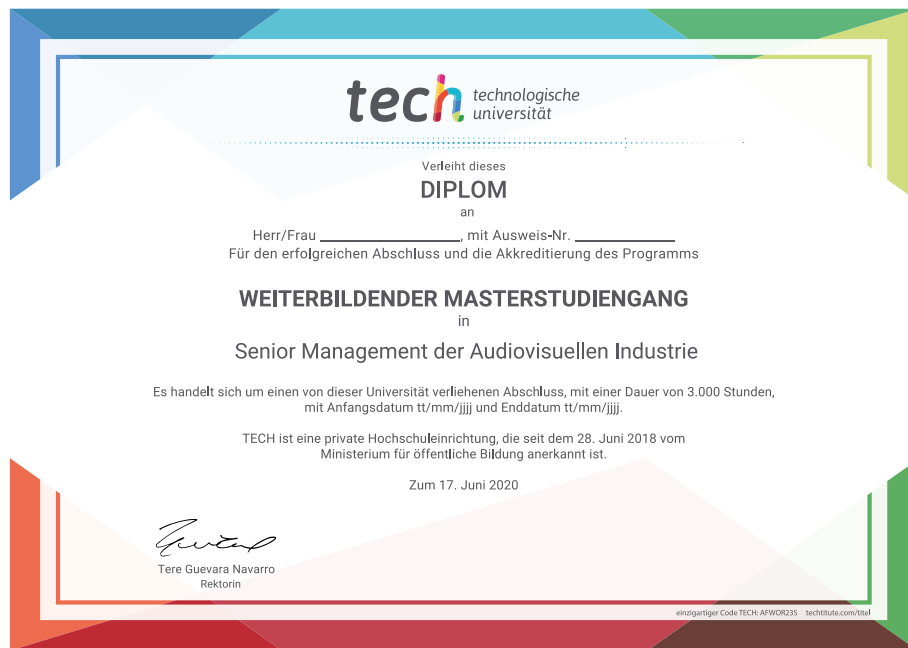 tech technologische
universität
Verleiht dieses
DIPLOM
an
Herr/Frau ____________________, mit Ausweis-Nr. ______________
Für den erfolgreichen Abschluss und die Akkreditierung des Programms
WEITERBILDENDER MASTERSTUDIENGANG
in
Senior Management der Audiovisuellen Industrie
Es handelt sich um einen von dieser Universität verliehenen Abschluss, mit einer Dauer von 3.000 Stunden,
mit Anfangsdatum tt/mm/jjjj und Enddatum tt/mm/jjjj.
TECH ist eine private Hochschuleinrichtung, die seit dem 28. Juni 2018 vom
Ministerium für öffentliche Bildung anerkannt ist.
Zum 17. Juni 2020
Tere Guevara Navarro
Rektorin
einzigartiger Code TECH: AFWOR23S techtitute.com/titel